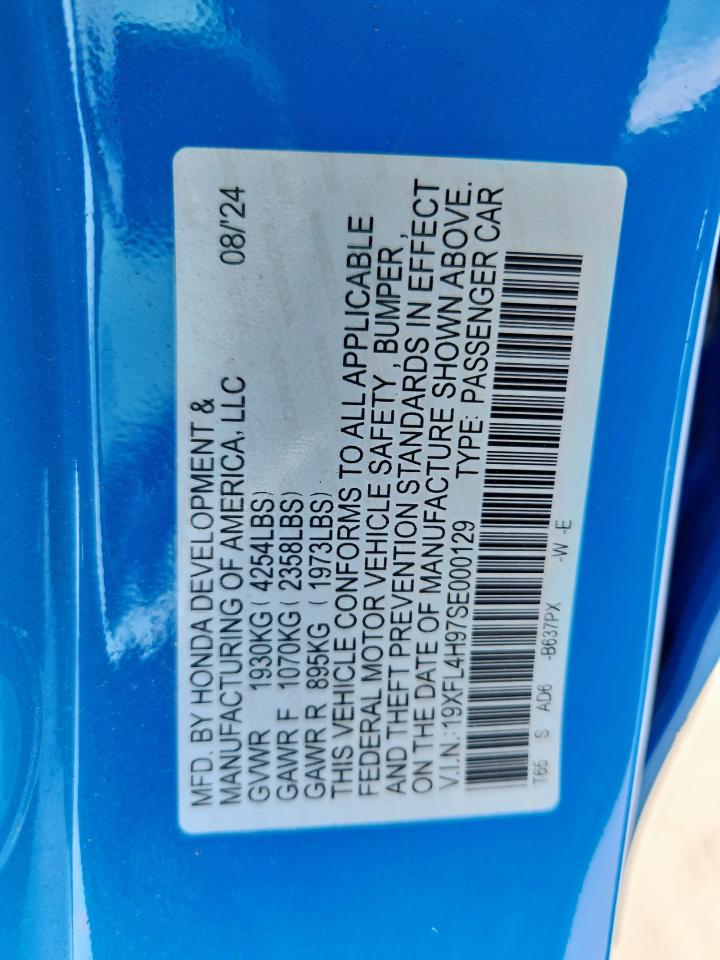 MFD. BY HONDA DEVELOPMENT &
MANUFACTURING OF AMERICA, LLC 08/'24
GVWR 1930KG ( 4254LBS)
GAWR F 1070KG ( 2358LBS)
GAWR R 895KG ( 1973LBS)
THIS VEHICLE CONFORMS TO ALL APPLICABLE
FEDERAL MOTOR VEHICLE SAFETY , BUMPER ,
AND THEFT PREVENTION STANDARDS IN EFFECT
ON THE DATE OF MANUFACTURE SHOWN ABOVE.
V.I.N.:19XFL4H97SE000129 TYPE: PASSENGER CAR
T65 S AD6 -B637PX -W -E